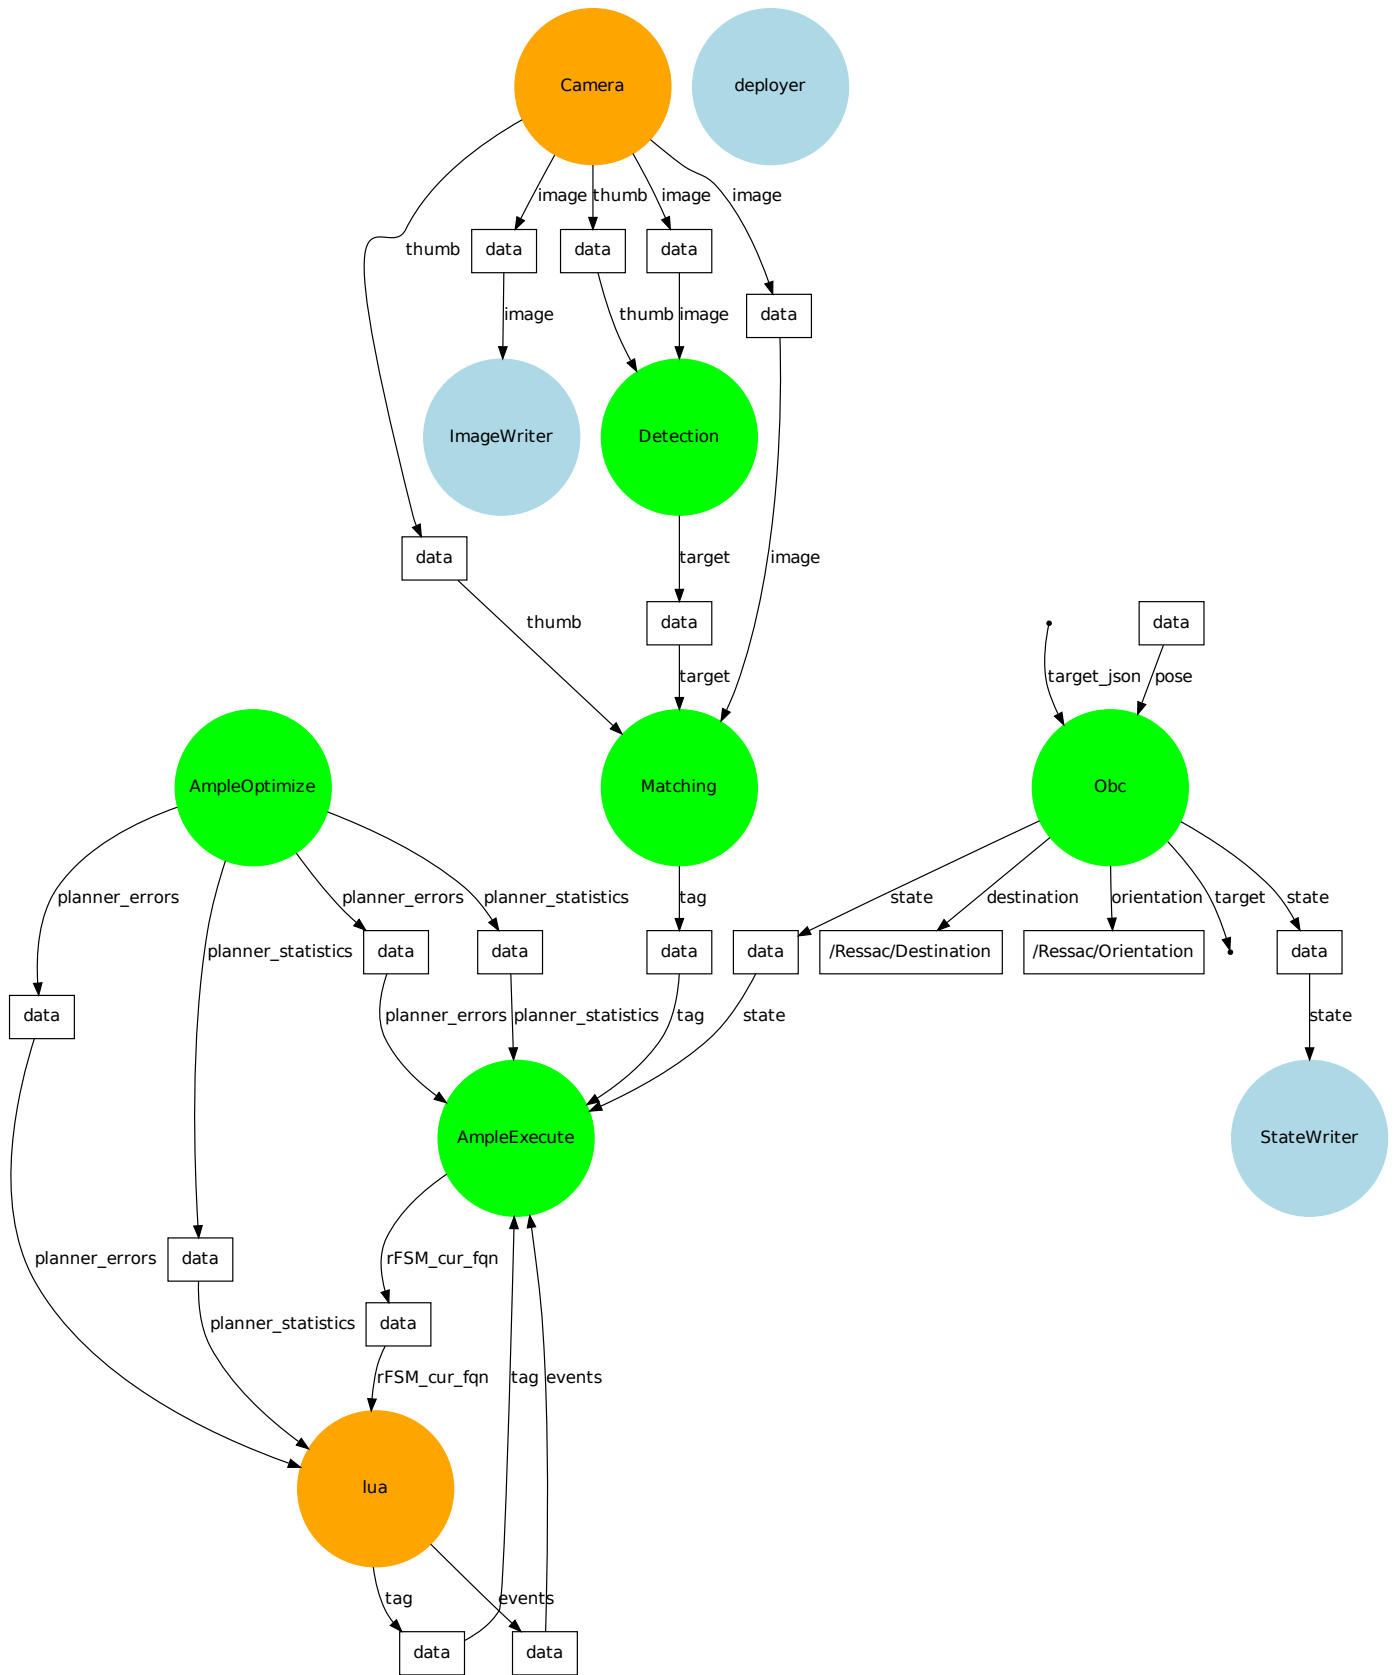 Camera
deployer
image
thumb
image
image
thumb
data
data
data
data
image
thumb
image
ImageWriter
Detection
data
target
image
thumb
data
data
target_json
pose
target
AmpleOptimize
Matching
Obc
planner_errors
planner_errors
planner_statistics
tag
state
destination
orientation
target
state
planner_statistics
data
data
data
data
/Ressac/Destination
/Ressac/Orientation
data
data
planner_errors
planner_statistics
tag
state
state
AmpleExecute
StateWriter
planner_errors
data
rFSM_cur_fqn
planner_statistics
data
rFSM_cur_fqn
tag
events
lua
tag
events
data
data